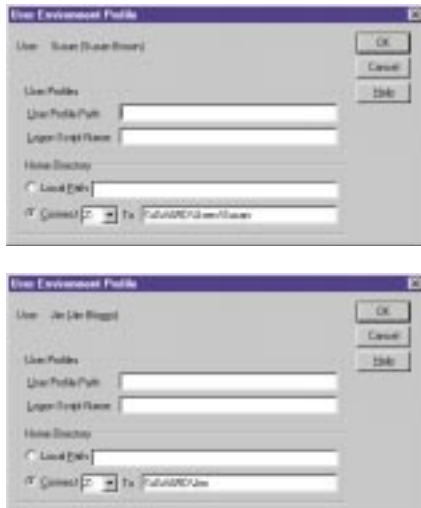 User Environment Profile
User Susan (Susan Brown)
OK
Cancel
Help
User Profiles
User Profile Path:
Logon Script Name:
Home Directory
Local Path:
Connect Z: To
User Environment Profile
User Jim (Jim Bloggs)
OK
Cancel
Help
User Profiles
User Profile Path:
Logon Script Name:
Home Directory
Local Path:
Connect Z: To